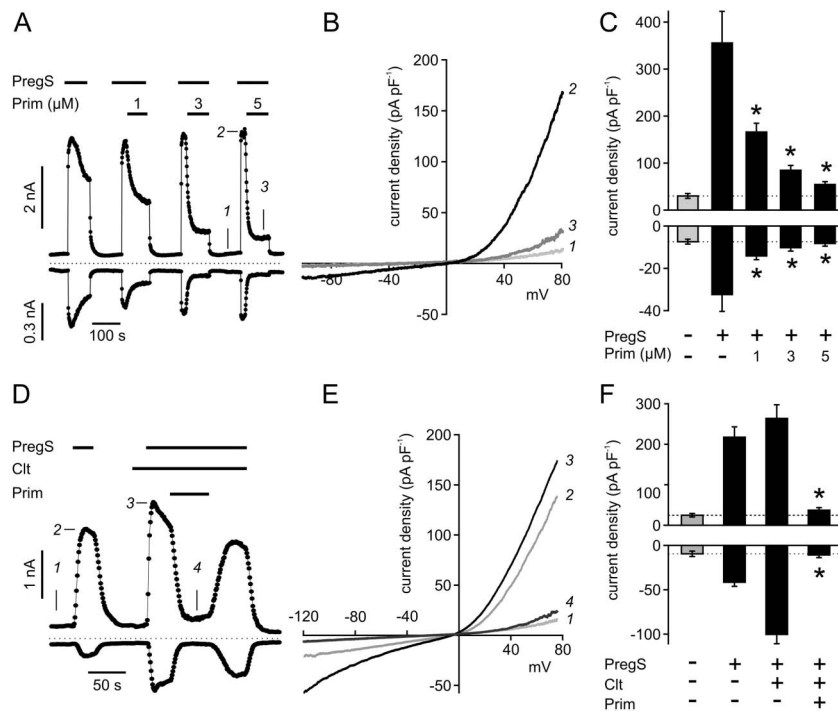 A
PregS
Prim (μM) 1 3 5
2 nA
2
1
3
0.3 nA
100 s
B
current density (pA pF⁻¹)
200
150
100
50
-50
-80 -40 40 80
mV
2
3
1
C
current density (pA pF⁻¹)
400
300
200
100
0
0
-20
-40
* * *
* * *
PregS - + + + +
Prim (μM) - - 1 3 5
D
PregS
Clt
Prim
1 nA
1
2
3
4
50 s
E
current density (pA pF⁻¹)
200
150
100
50
-50
-120 -80 -40 40 80
mV
3
2
4
1
F
current density (pA pF⁻¹)
300
200
100
0
0
-50
-100
*
*
PregS - + + +
Clt - - + +
Prim - - - +